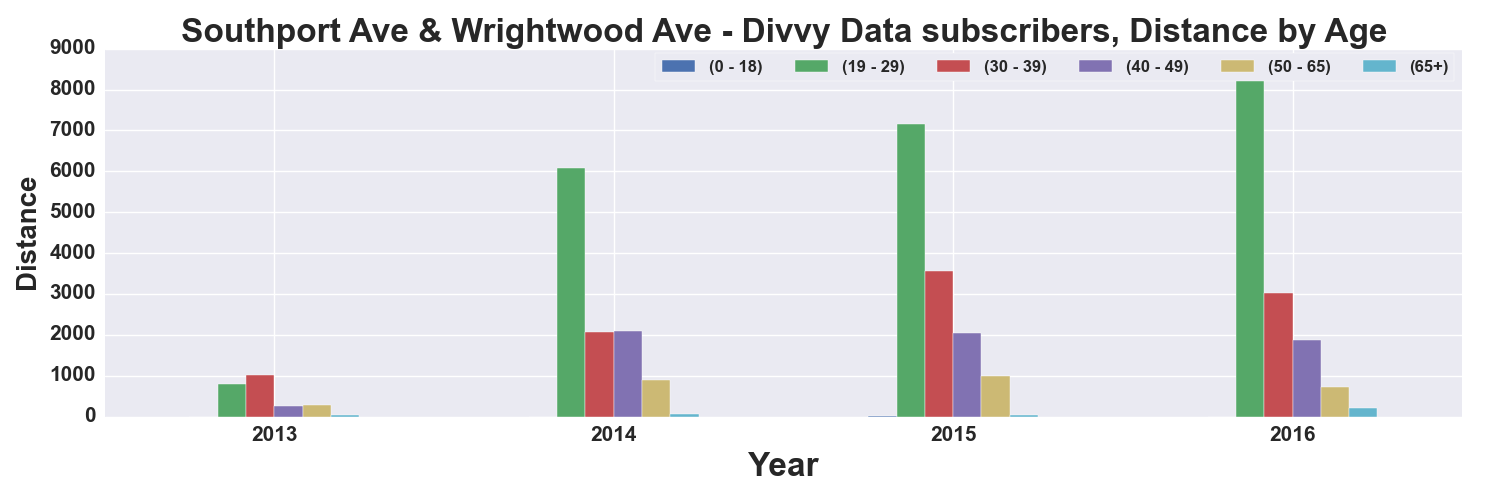 Southport Ave & Wrightwood Ave - Divvy Data subscribers, Distance by Age
(0 - 18) (19 - 29) (30 - 39) (40 - 49) (50 - 65) (65+)
9000
8000
7000
6000
5000
4000
3000
2000
1000
0
Distance
2013 2014 2015 2016
Year